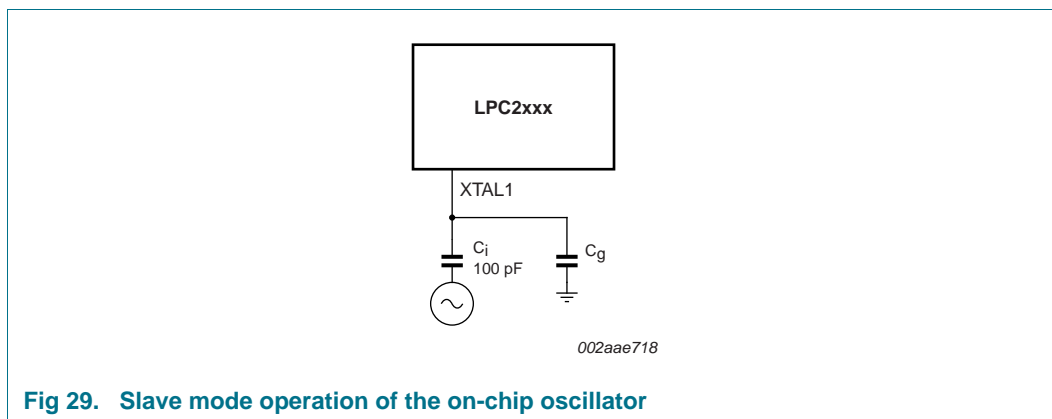 LPC2xxx
XTAL1
Ci
100 pF
Cg
002aae718
Fig 29. Slave mode operation of the on-chip oscillator